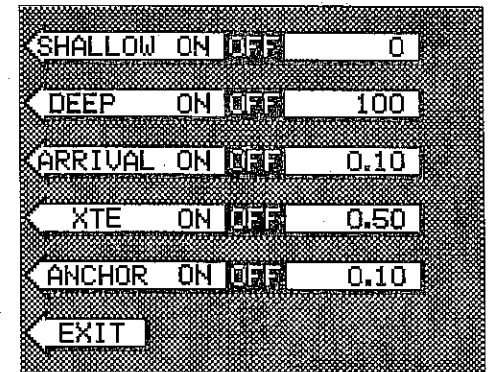 SHALLOW ON OFF 0
DEEP ON OFF 100
ARRIVAL ON OFF 0.10
XTE ON OFF 0.50
ANCHOR ON OFF 0.10
EXIT